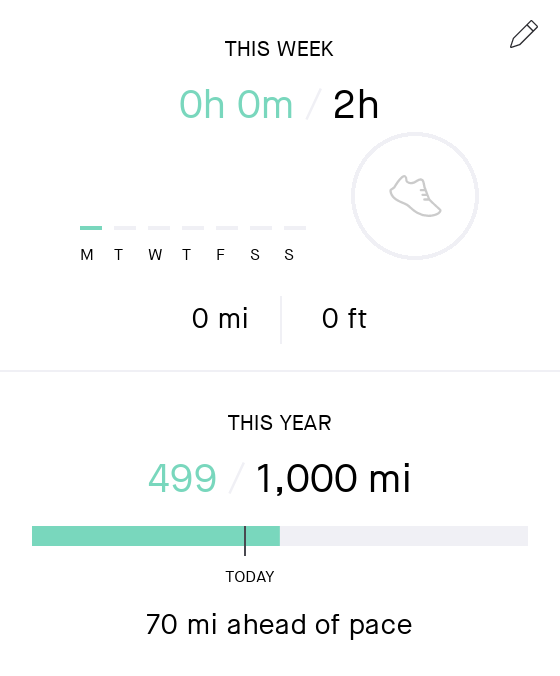 THIS WEEK
0h 0m / 2h
M T W T F S S
0 mi 0 ft
THIS YEAR
499 / 1,000 mi
TODAY
70 mi ahead of pace